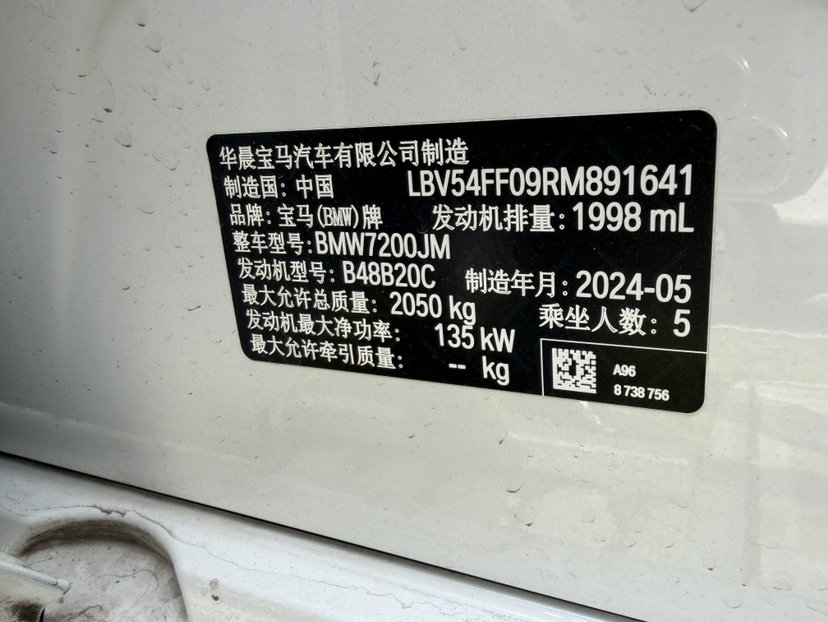 华晨宝马汽车有限公司制造
制造国：中国 LBV54FF09RM891641
品牌：宝马(BMW)牌 发动机排量：1998 mL
整车型号：BMW7200JM
发动机型号：B48B20C 制造年月：2024-05
最大允许总质量：2050 kg 乘坐人数：5
发动机最大净功率： 135 kW
最大允许牵引质量： -- kg
A96
8 738 756